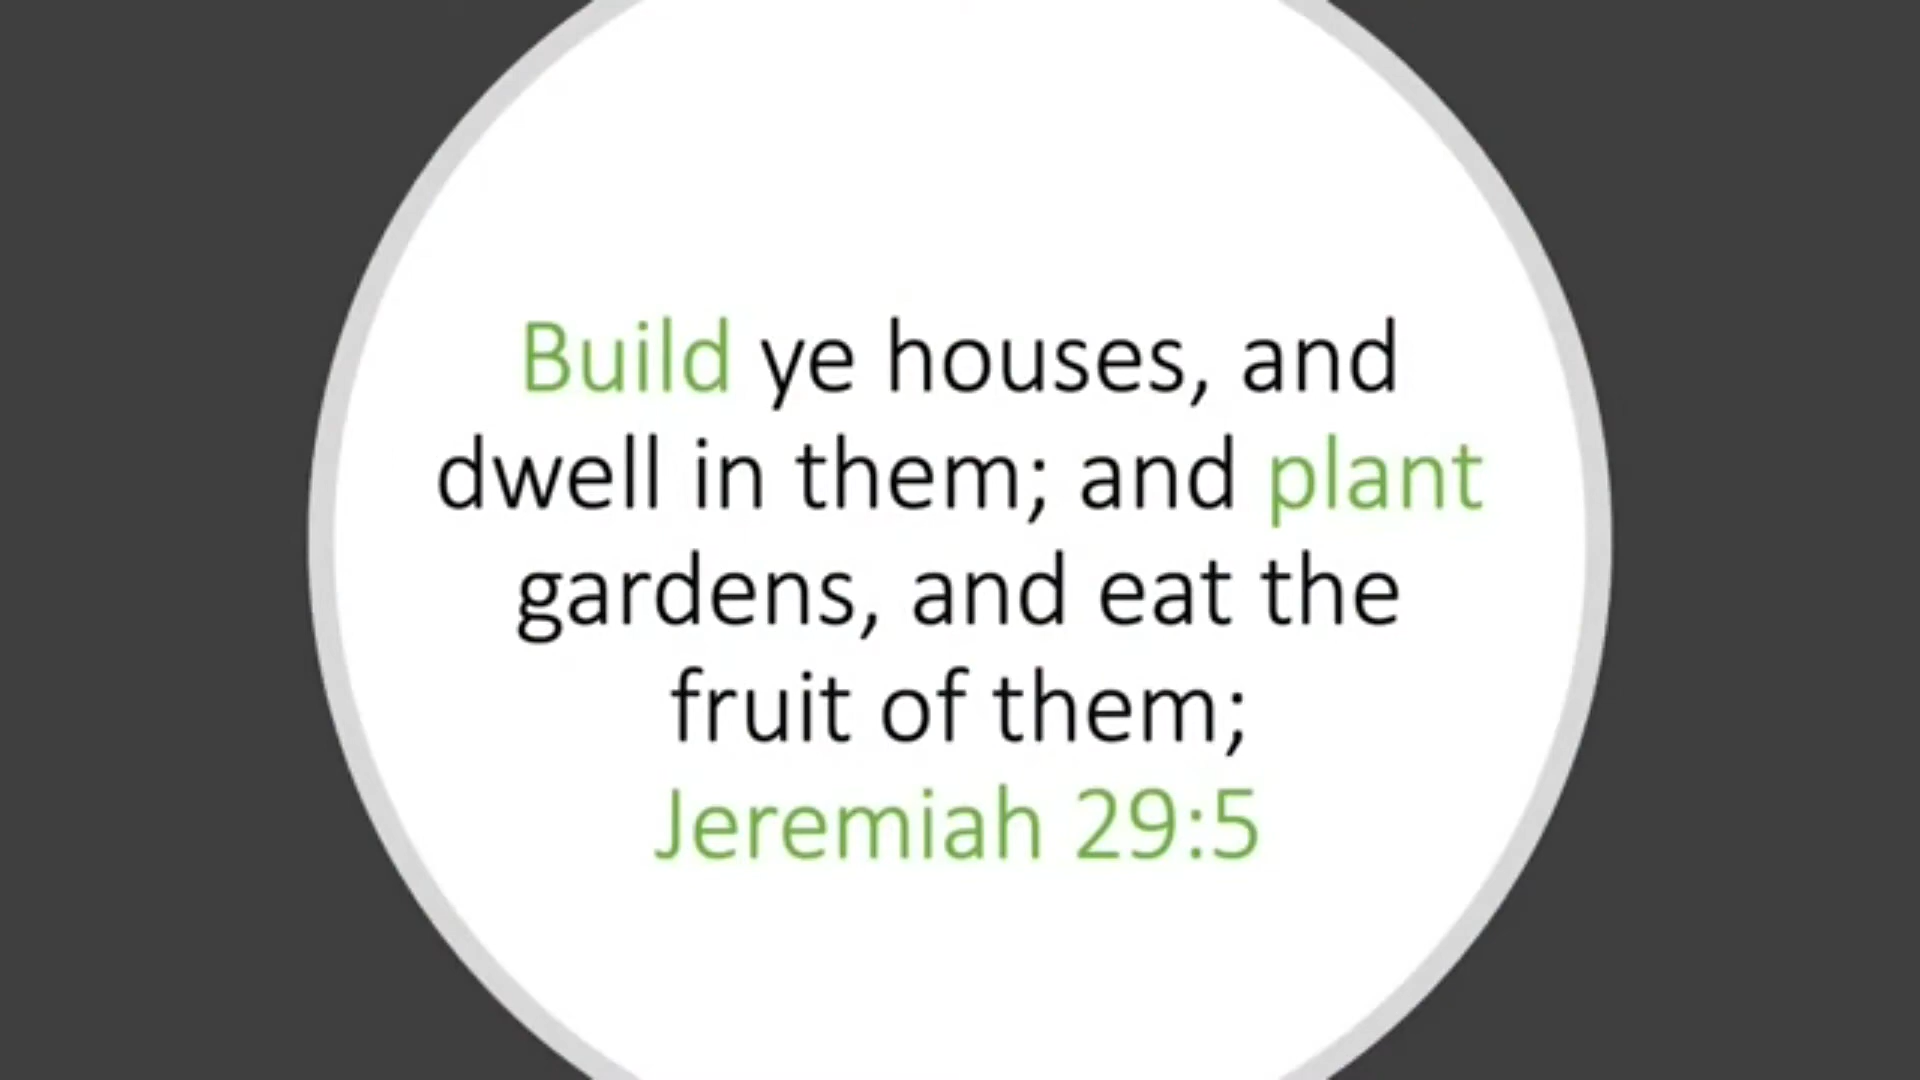 Build ye houses, and
dwell in them; and plant
gardens, and eat the
fruit of them;
Jeremiah 29:5